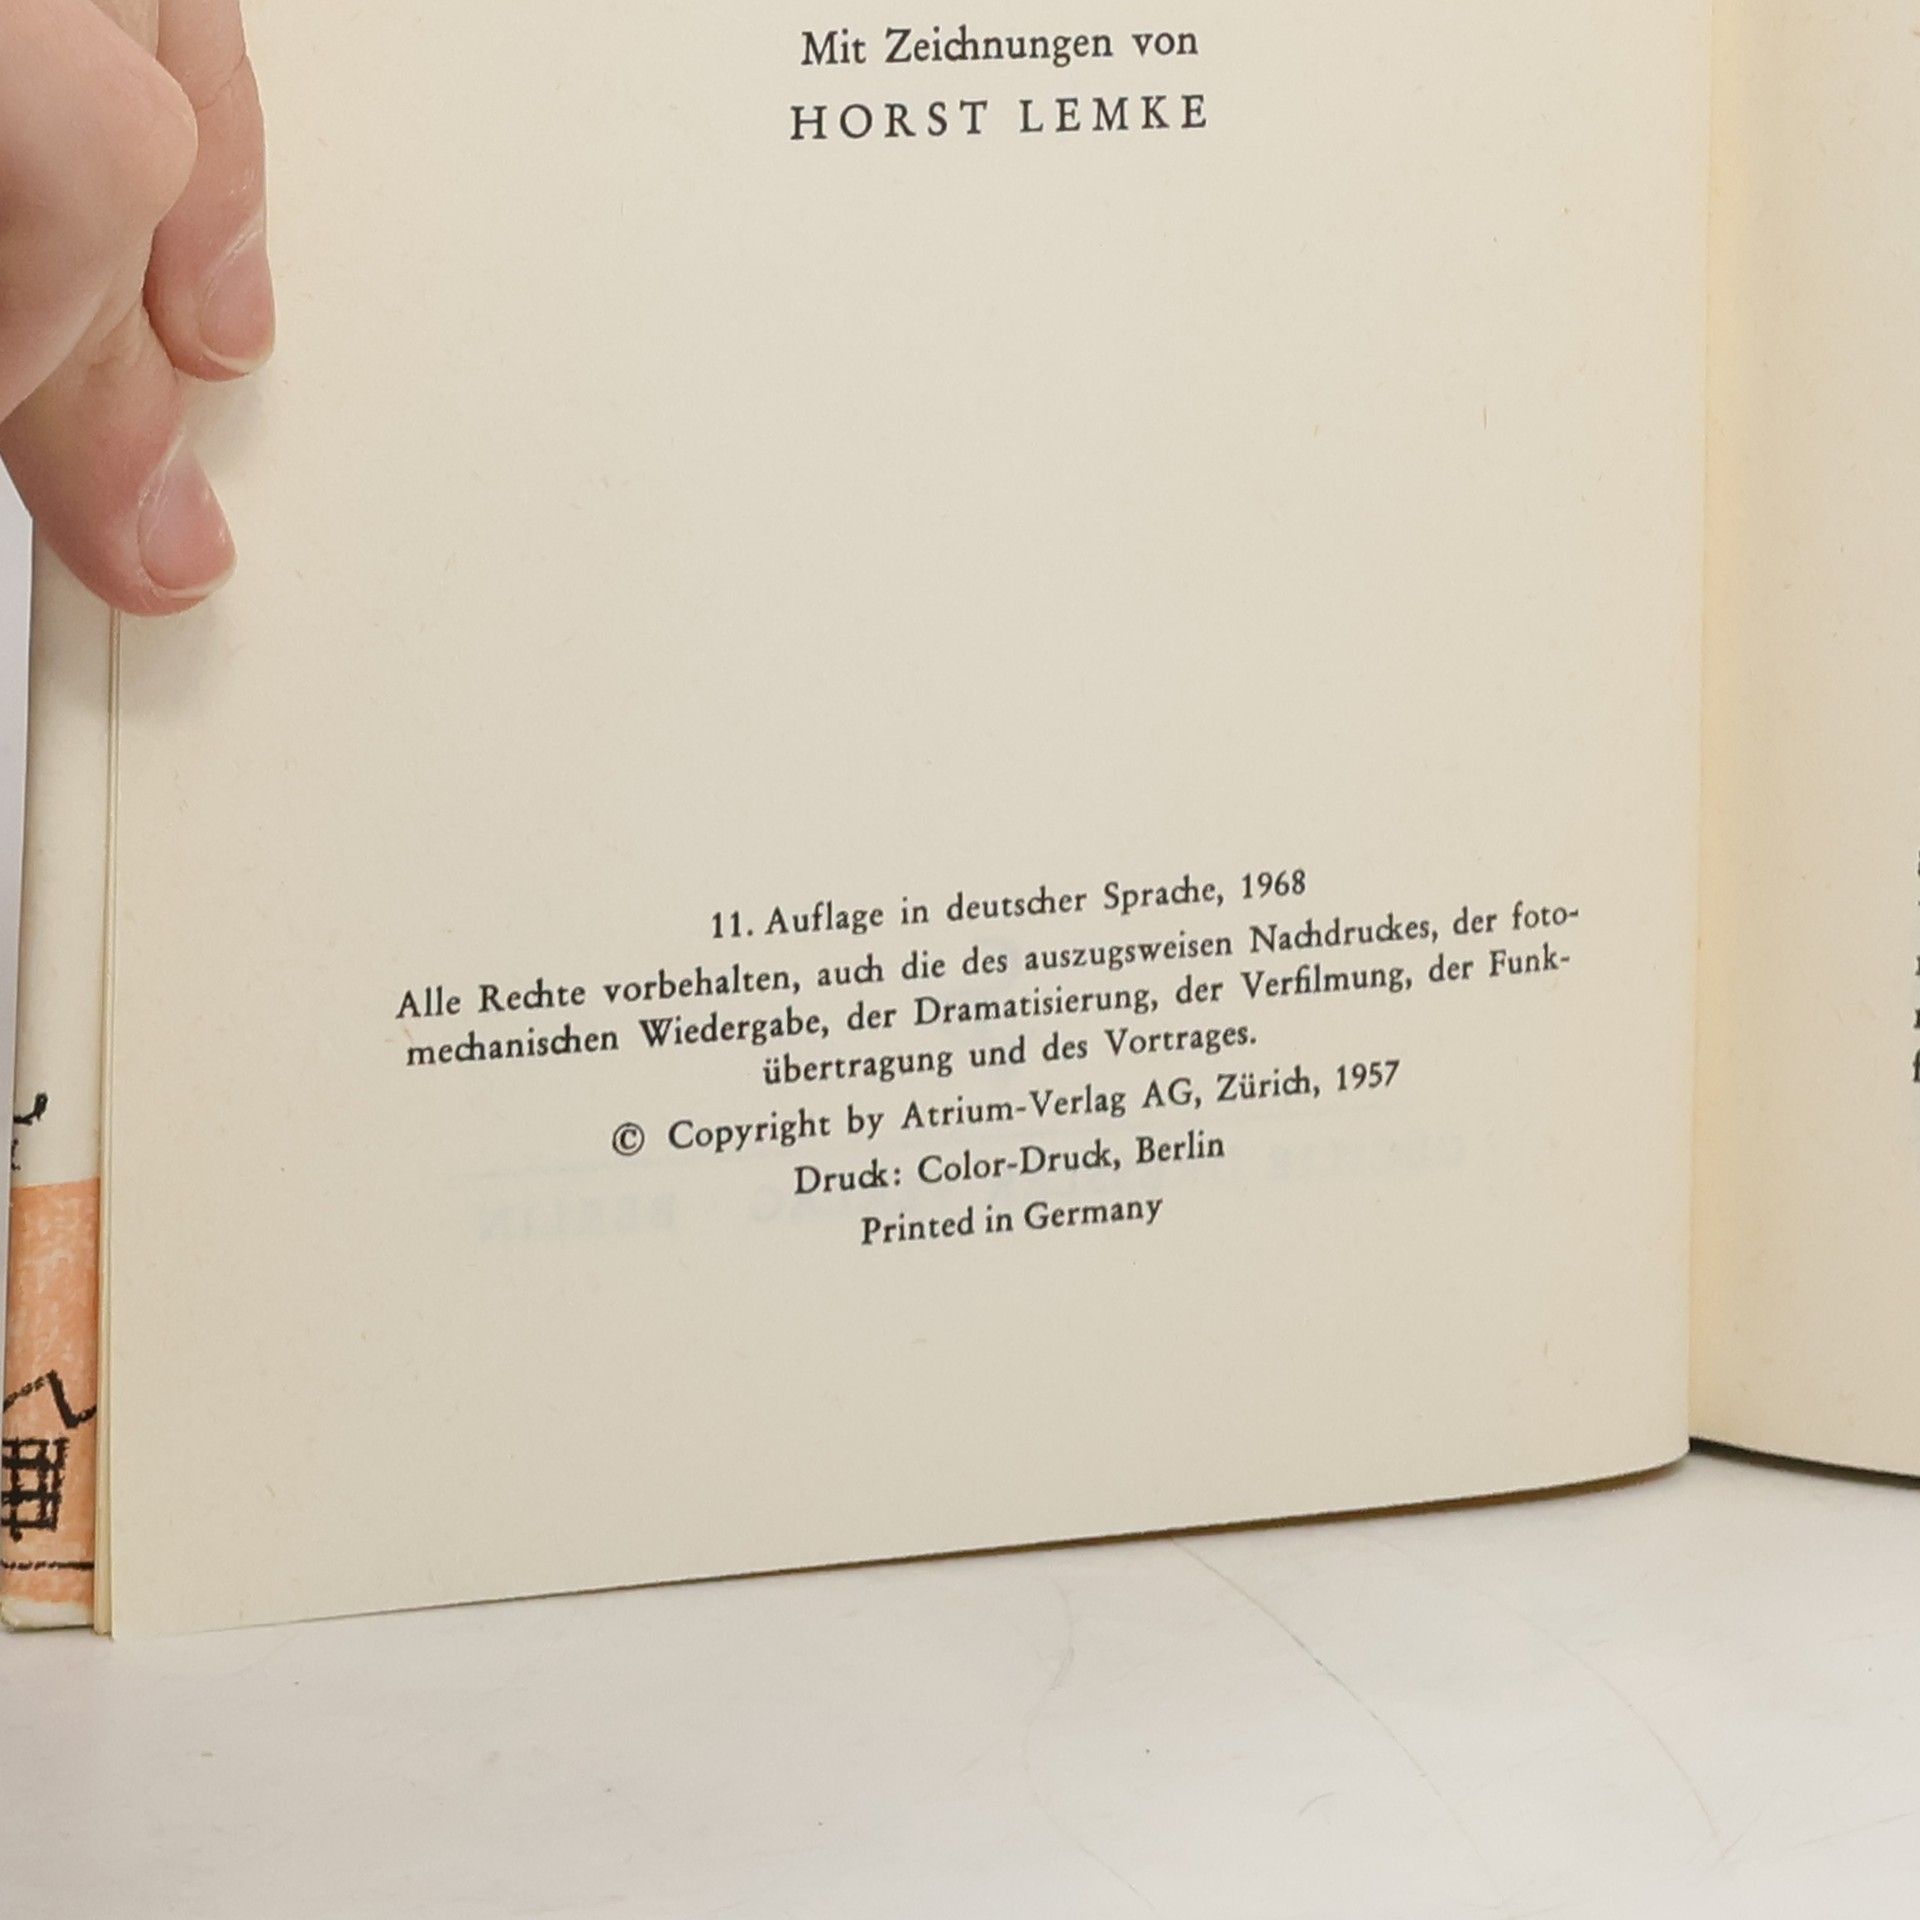 Mit Zeichnungen von
HORST LEMKE
11. Auflage in deutscher Sprache, 1968
Alle Rechte vorbehalten, auch die des auszugsweisen Nachdruckes, der foto-
mechanischen Wiedergabe, der Dramatisierung, der Verfilmung, der Funk-
übertragung und des Vortrages.
© Copyright by Atrium-Verlag AG, Zürich, 1957
Druck: Color-Druck, Berlin
Printed in Germany